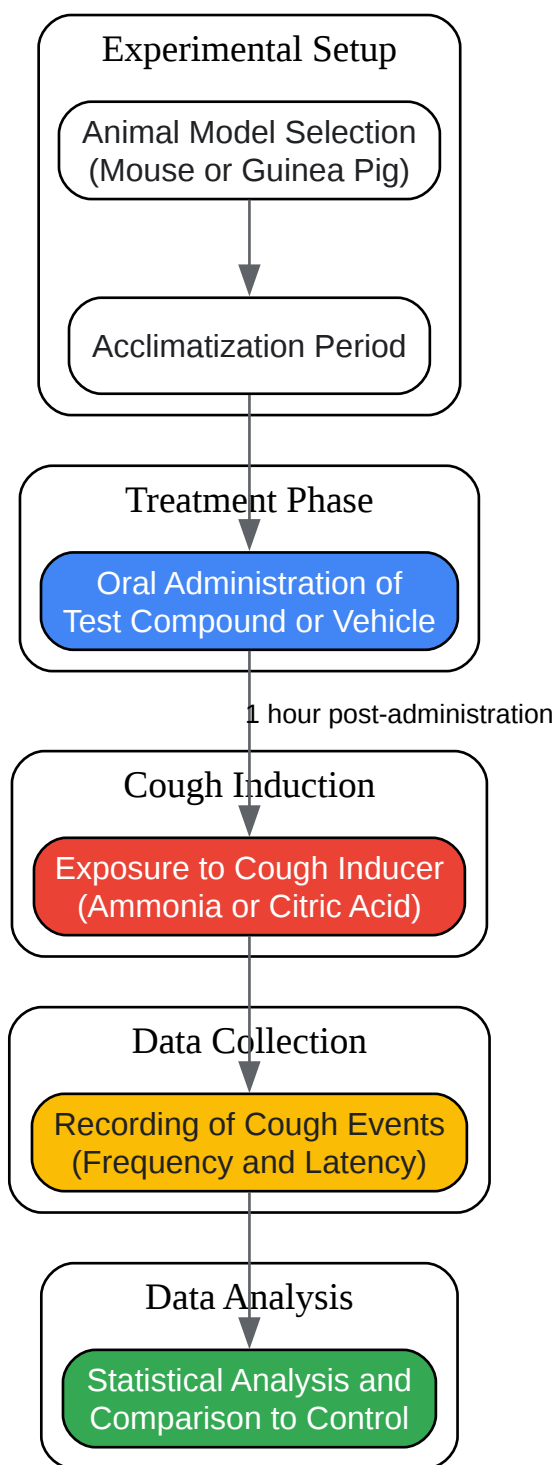 Experimental Setup
Animal Model Selection
(Mouse or Guinea Pig)
Acclimatization Period
Treatment Phase
Oral Administration of
Test Compound or Vehicle
1 hour post-administration
Cough Induction
Exposure to Cough Inducer
(Ammonia or Citric Acid)
Data Collection
Recording of Cough Events
(Frequency and Latency)
Data Analysis
Statistical Analysis and
Comparison to Control